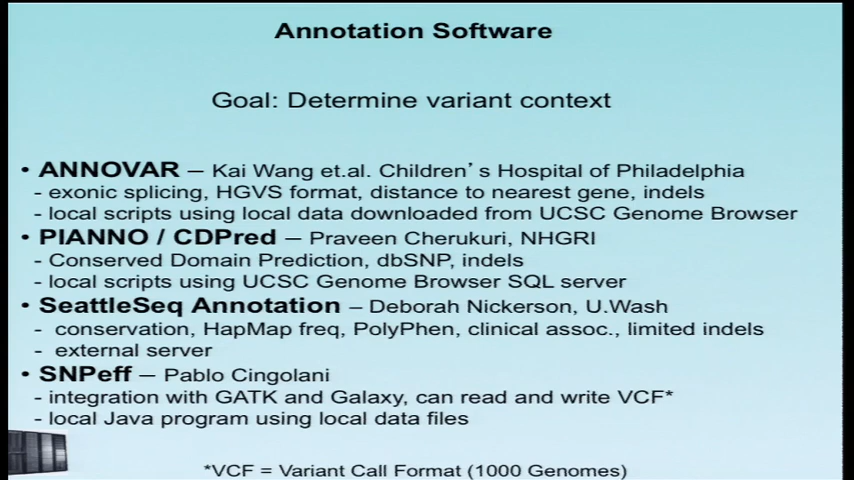 Annotation Software
Goal: Determine variant context
• ANNOVAR – Kai Wang et.al. Children's Hospital of Philadelphia
- exonic splicing, HGVS format, distance to nearest gene, indels
- local scripts using local data downloaded from UCSC Genome Browser
• PIANNO / CDPred – Praveen Cherukuri, NHGRI
- Conserved Domain Prediction, dbSNP, indels
- local scripts using UCSC Genome Browser SQL server
• SeattleSeq Annotation – Deborah Nickerson, U.Wash
- conservation, HapMap freq, PolyPhen, clinical assoc., limited indels
- external server
• SNPeff – Pablo Cingolani
- integration with GATK and Galaxy, can read and write VCF*
- local Java program using local data files
*VCF = Variant Call Format (1000 Genomes)